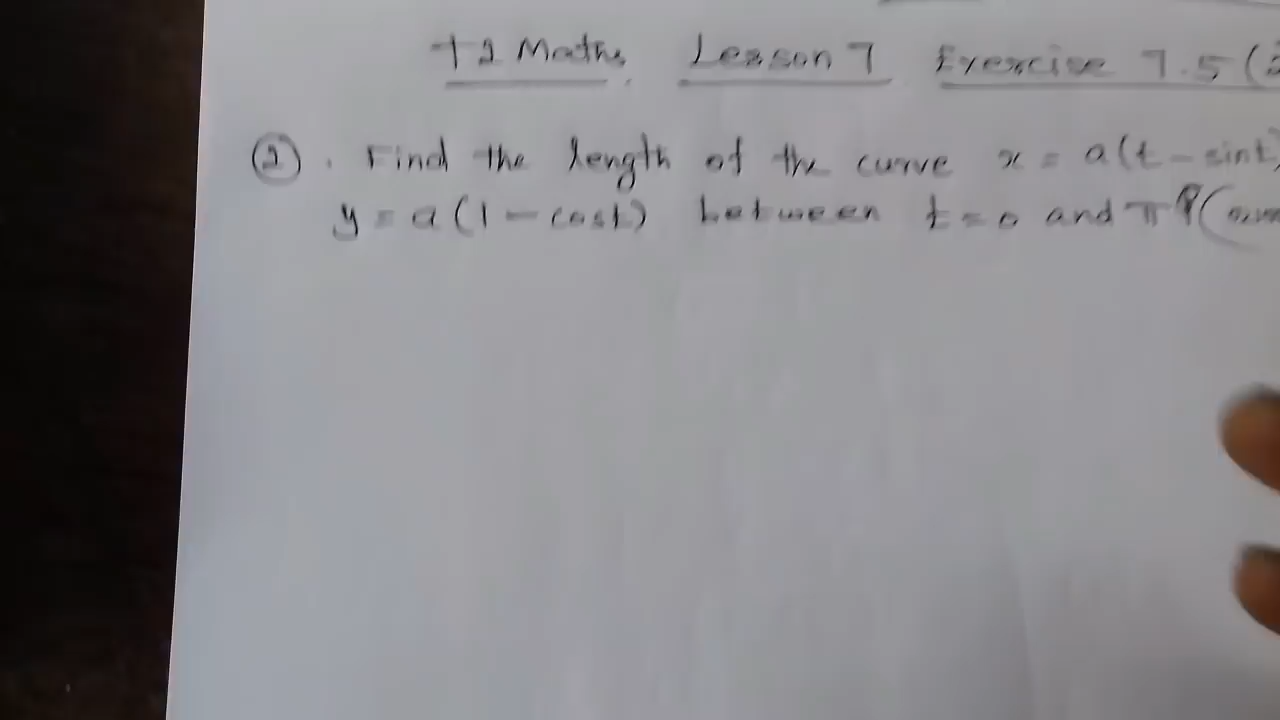 +2 Maths Lesson 7 Exercise 7.5 (2
(2). Find the length of the curve x = a(t - sint)
y = a(1 - cost) between t = 0 and π ? (